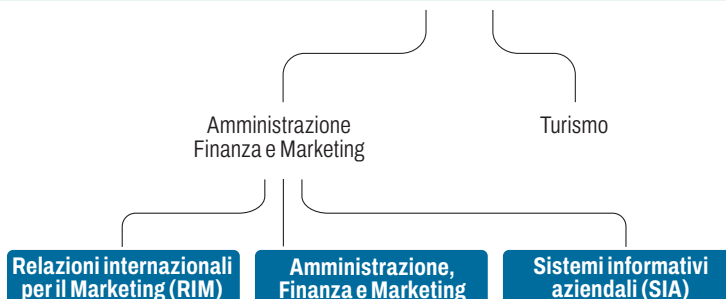 Amministrazione
Finanza e Marketing
Turismo
Relazioni internazionali
per il Marketing (RIM)
Amministrazione,
Finanza e Marketing
Sistemi informativi
aziendali (SIA)